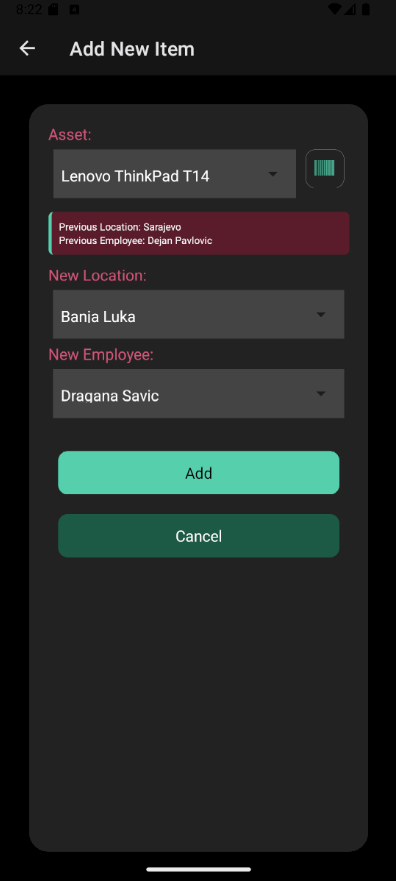 8:22
Add New Item
Asset:
Lenovo ThinkPad T14
Previous Location: Sarajevo
Previous Employee: Dejan Pavlovic
New Location:
Banja Luka
New Employee:
Dragana Savic
Add
Cancel